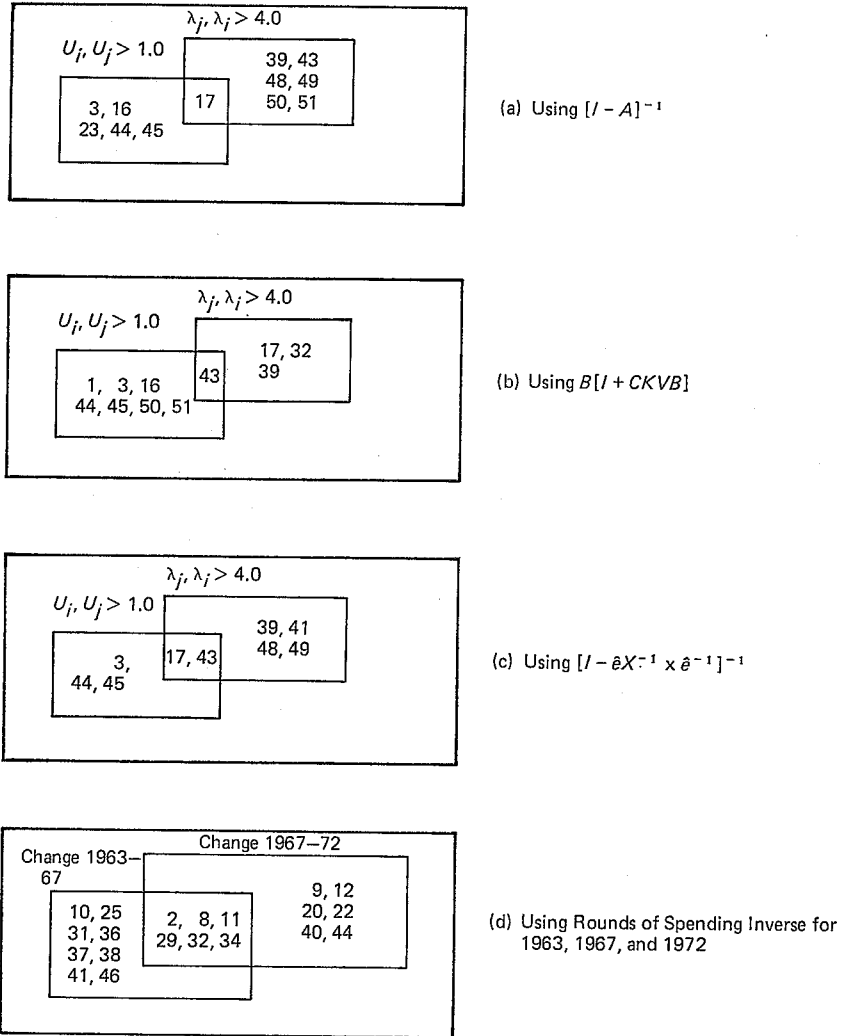 λj, λi > 4.0
Ui, Uj > 1.0
39, 43
48, 49
50, 51
17
3, 16
23, 44, 45
(a) Using [I – A]⁻¹
λj, λi > 4.0
Ui, Uj > 1.0
17, 32
39
43
1, 3, 16
44, 45, 50, 51
(b) Using B[I + CKVB]
λj, λi > 4.0
Ui, Uj > 1.0
39, 41
48, 49
17, 43
3,
44, 45
(c) Using [I – êX⁻¹ x ê⁻¹]⁻¹
Change 1967–72
Change 1963–
67
9, 12
20, 22
40, 44
10, 25
31, 36
37, 38
41, 46
2, 8, 11
29, 32, 34
(d) Using Rounds of Spending Inverse for
1963, 1967, and 1972